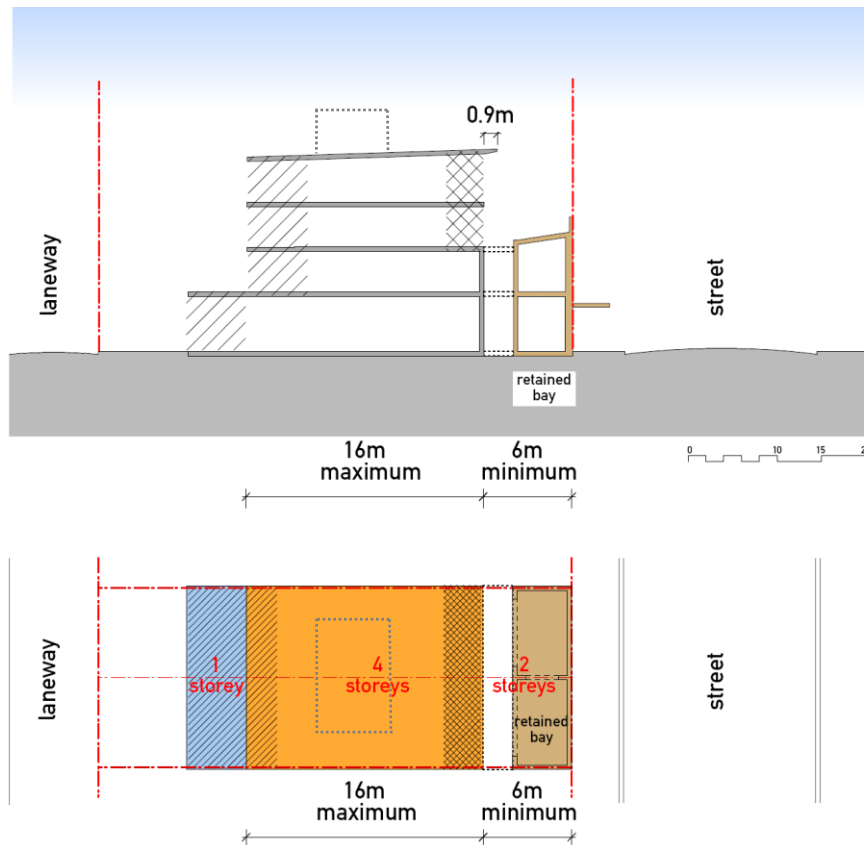 0.9m
laneway
street
retained
bay
16m
maximum
6m
minimum
0 10 15 2
laneway
1
storey
4
storeys
2
storeys
retained
bay
street
16m
maximum
6m
minimum